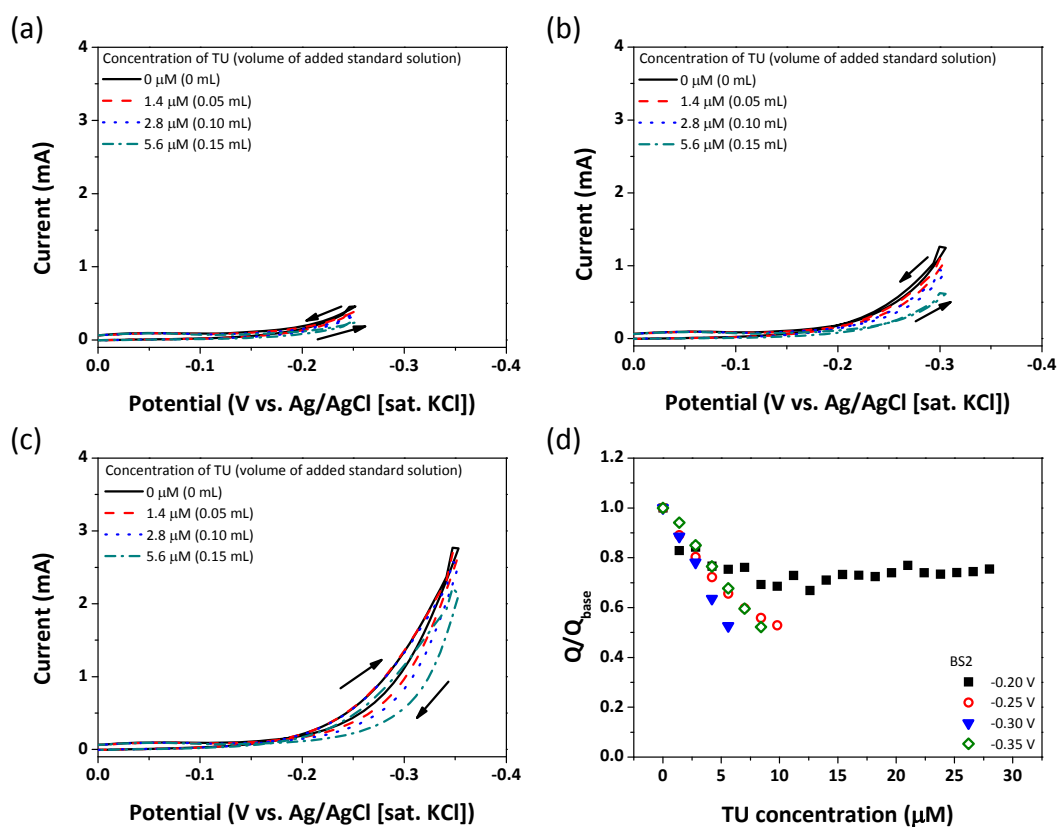 (a)
Concentration of TU (volume of added standard solution)
0 μM (0 mL)
1.4 μM (0.05 mL)
2.8 μM (0.10 mL)
5.6 μM (0.15 mL)
Current (mA)
4
3
2
1
0
0.0
-0.1
-0.2
-0.3
-0.4
Potential (V vs. Ag/AgCl [sat. KCl])
(b)
Concentration of TU (volume of added standard solution)
0 μM (0 mL)
1.4 μM (0.05 mL)
2.8 μM (0.10 mL)
5.6 μM (0.15 mL)
Current (mA)
4
3
2
1
0
0.0
-0.1
-0.2
-0.3
-0.4
Potential (V vs. Ag/AgCl [sat. KCl])
(c)
Concentration of TU (volume of added standard solution)
0 μM (0 mL)
1.4 μM (0.05 mL)
2.8 μM (0.10 mL)
5.6 μM (0.15 mL)
Current (mA)
4
3
2
1
0
0.0
-0.1
-0.2
-0.3
-0.4
Potential (V vs. Ag/AgCl [sat. KCl])
(d)
Q/Qbase
1.2
1.0
0.8
0.6
0.4
0.2
0.0
BS2
-0.20 V
-0.25 V
-0.30 V
-0.35 V
0
5
10
15
20
25
30
TU concentration (μM)